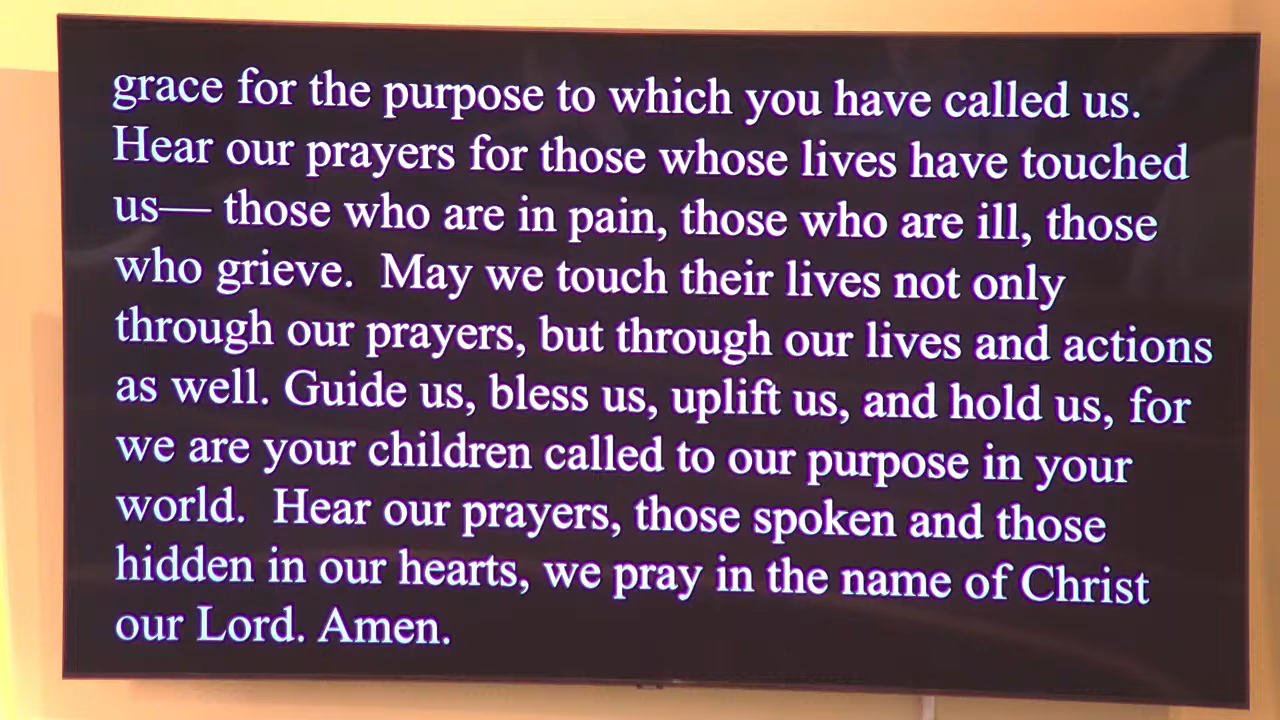 grace for the purpose to which you have called us.
Hear our prayers for those whose lives have touched
us— those who are in pain, those who are ill, those
who grieve.  May we touch their lives not only
through our prayers, but through our lives and actions
as well. Guide us, bless us, uplift us, and hold us, for
we are your children called to our purpose in your
world.  Hear our prayers, those spoken and those
hidden in our hearts, we pray in the name of Christ
our Lord. Amen.